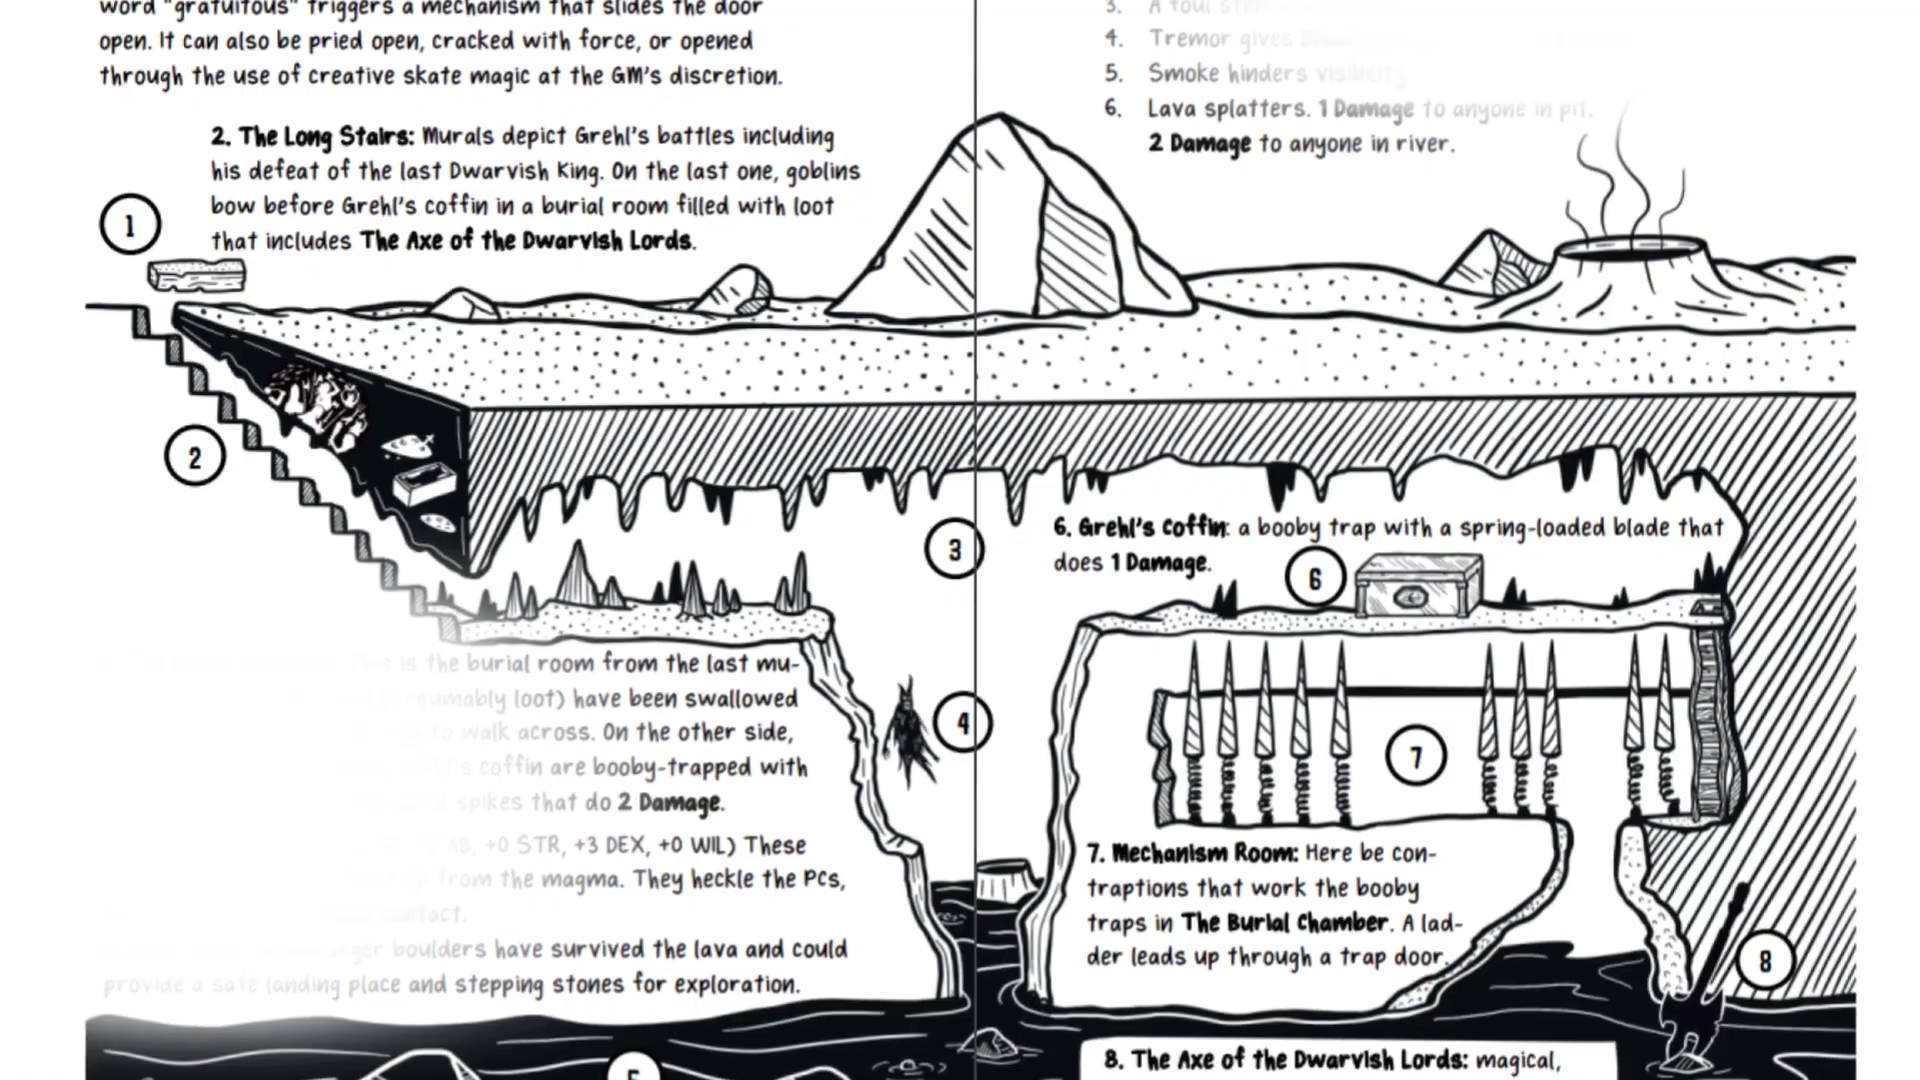 word "gratuitous" triggers a mechanism that slides the door
open. It can also be pried open, cracked with force, or opened
through the use of creative skate magic at the GM's discretion.
2. The Long Stairs: Murals depict Grehl's battles including
his defeat of the last Dwarvish King. On the last one, goblins
bow before Grehl's coffin in a burial room filled with loot
that includes The Axe of the Dwarvish Lords.
1
2
is the burial room from the last mu-
loot) have been swallowed
to walk across. On the other side,
coffin are booby-trapped with
spikes that do 2 Damage.
+0 STR, +3 DEX, +0 WIL) These
from the magma. They heckle the PCs,
contact.
boulders have survived the lava and could
provide a safe landing place and stepping stones for exploration.
5
3. A foul
4. Tremor gives
5. Smoke hinders visibility
6. Lava splatters. 1 Damage to anyone in pit.
2 Damage to anyone in river.
3
4
6. Grehl's Coffin: a booby trap with a spring-loaded blade that
does 1 Damage.
6
7
7. Mechanism Room: Here be con-
traptions that work the booby
traps in The Burial Chamber. A lad-
der leads up through a trap door.
8
8. The Axe of the Dwarvish Lords: magical,